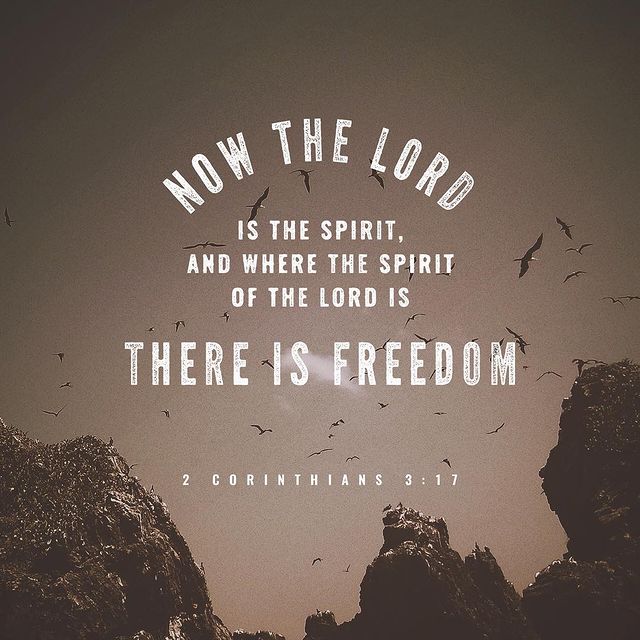 NOW THE LORD
IS THE SPIRIT,
AND WHERE THE SPIRIT
OF THE LORD IS
THERE IS FREEDOM
2 CORINTHIANS 3:17